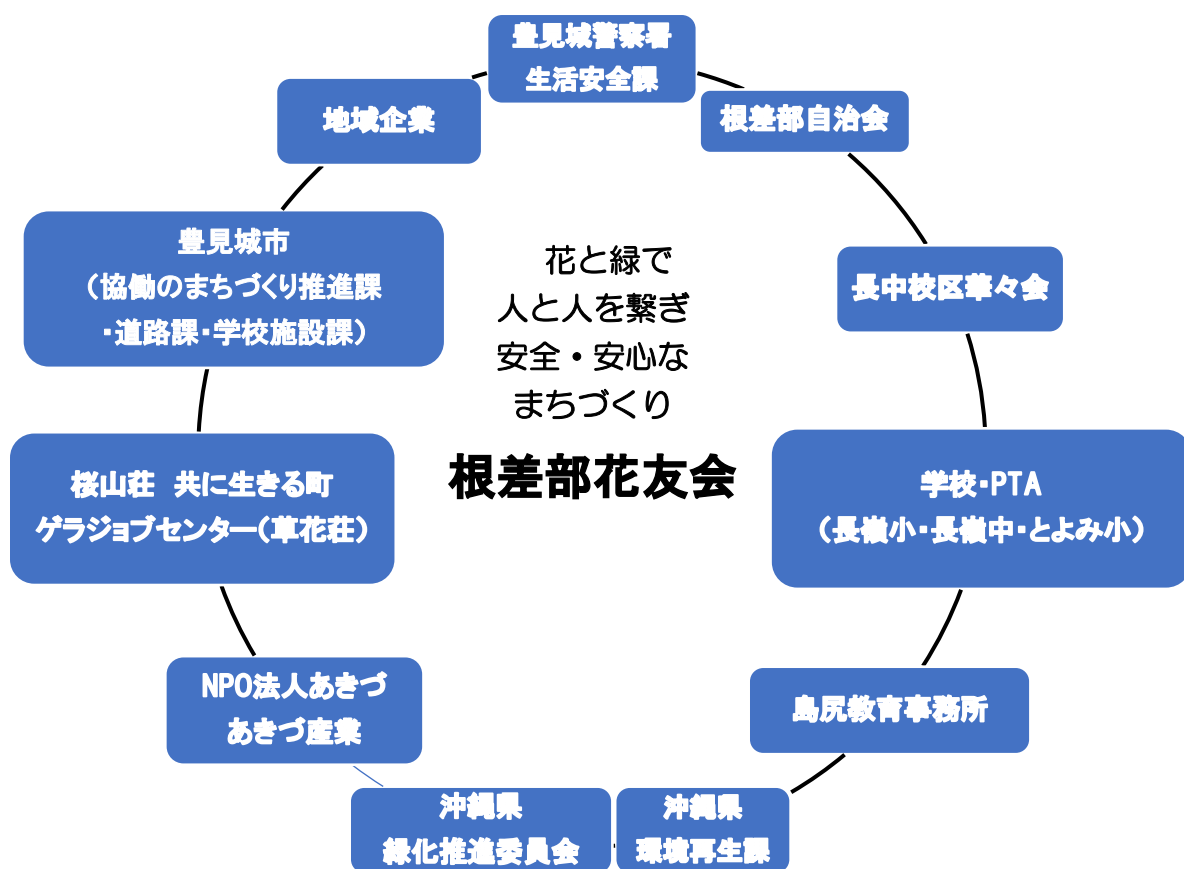 豊見城警察署
生活安全課
根差部自治会
長中校区華々会
学校・PTA
(長嶺小・長嶺中・とよみ小)
島尻教育事務所
沖縄県
環境再生課
沖縄県
緑化推進委員会
NPO法人あきづ
あきづ産業
桜山荘 共に生きる町
ゲラジョブセンター(草花荘)
豊見城市
(協働のまちづくり推進課
・道路課・学校施設課)
地域企業
花と緑で
人と人を繋ぎ
安全・安心な
まちづくり
根差部花友会